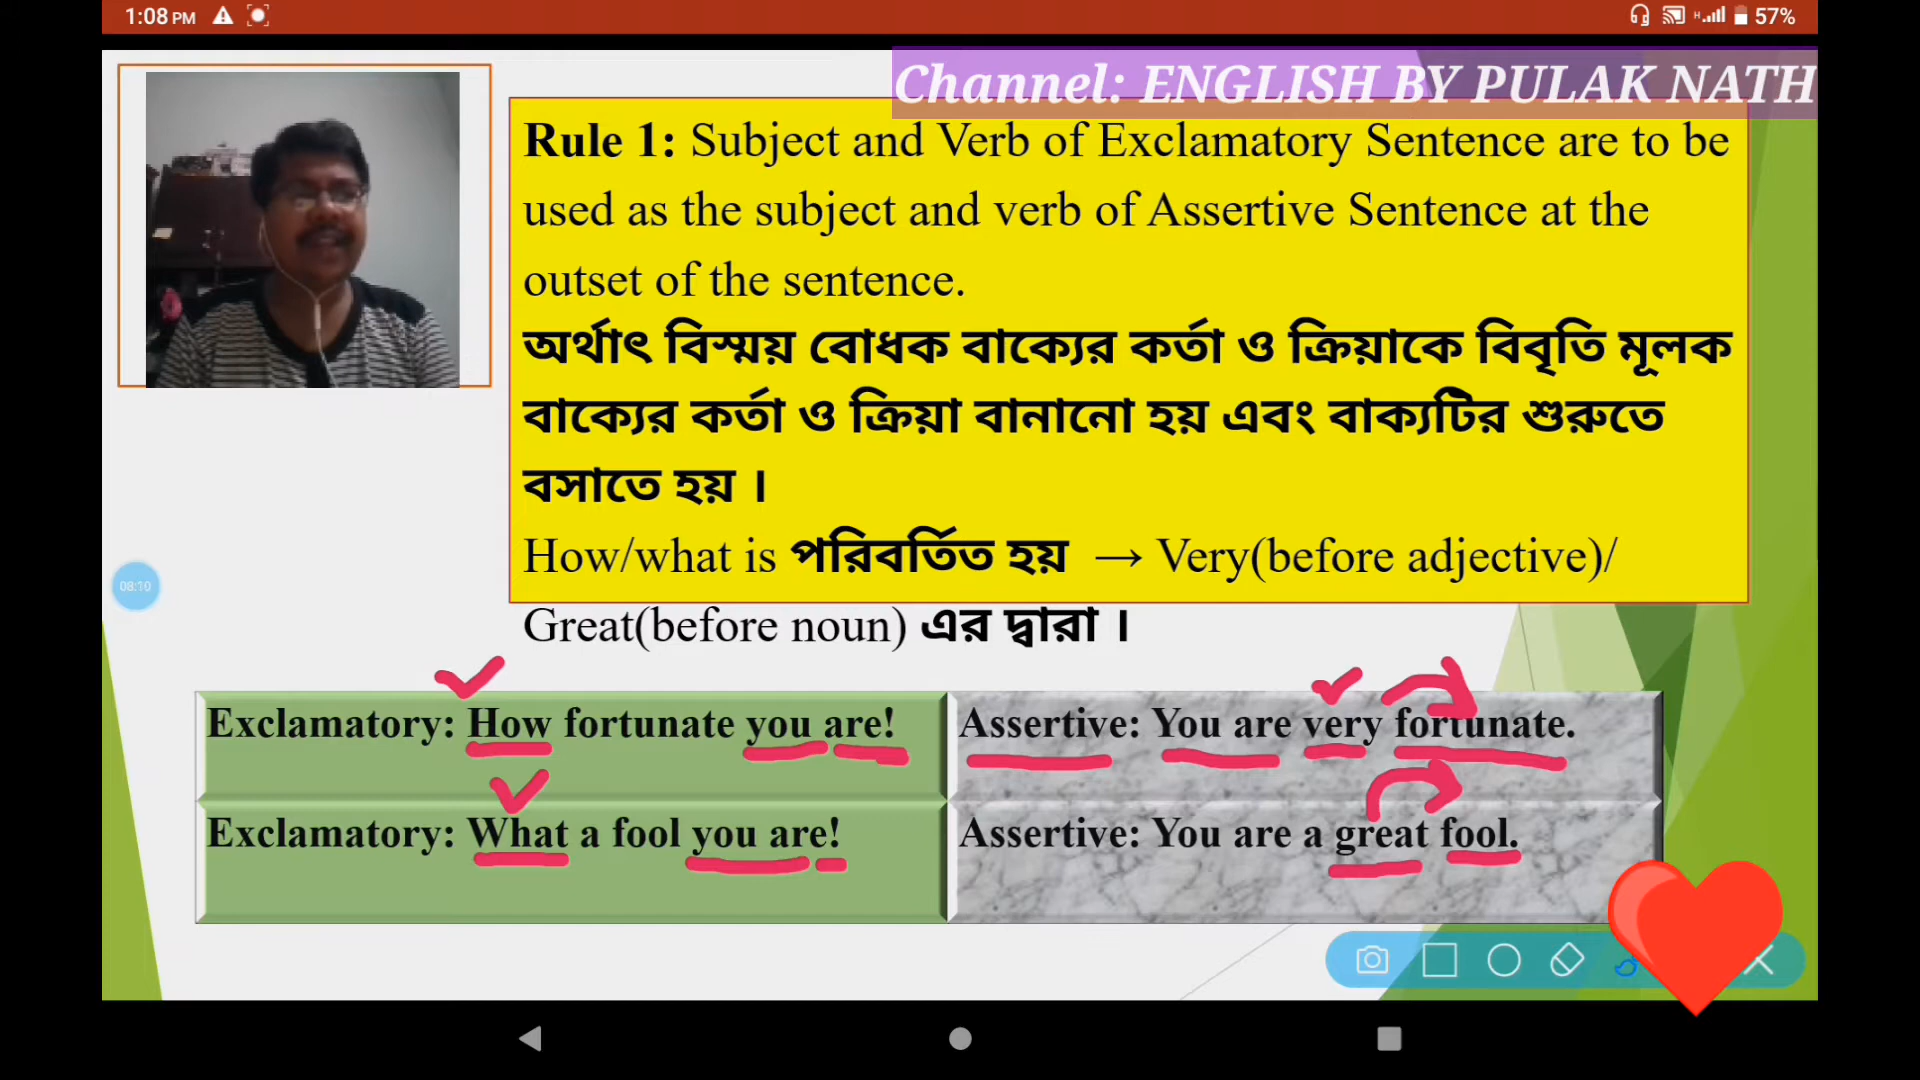 1:08 PM
57%
Channel: ENGLISH BY PULAK NATH
Rule 1: Subject and Verb of Exclamatory Sentence are to be
used as the subject and verb of Assertive Sentence at the
outset of the sentence.
অর্থাৎ বিস্ময় বোধক বাক্যের কর্তা ও ক্রিয়াকে বিবৃতি মূলক
বাক্যের কর্তা ও ক্রিয়া বানানো হয় এবং বাক্যটির শুরুতে
বসাতে হয় ।
How/what is পরিবর্তিত হয় → Very(before adjective)/
Great(before noun) এর দ্বারা ।
08:10
Exclamatory: How fortunate you are!
Assertive: You are very fortunate.
Exclamatory: What a fool you are!
Assertive: You are a great fool.